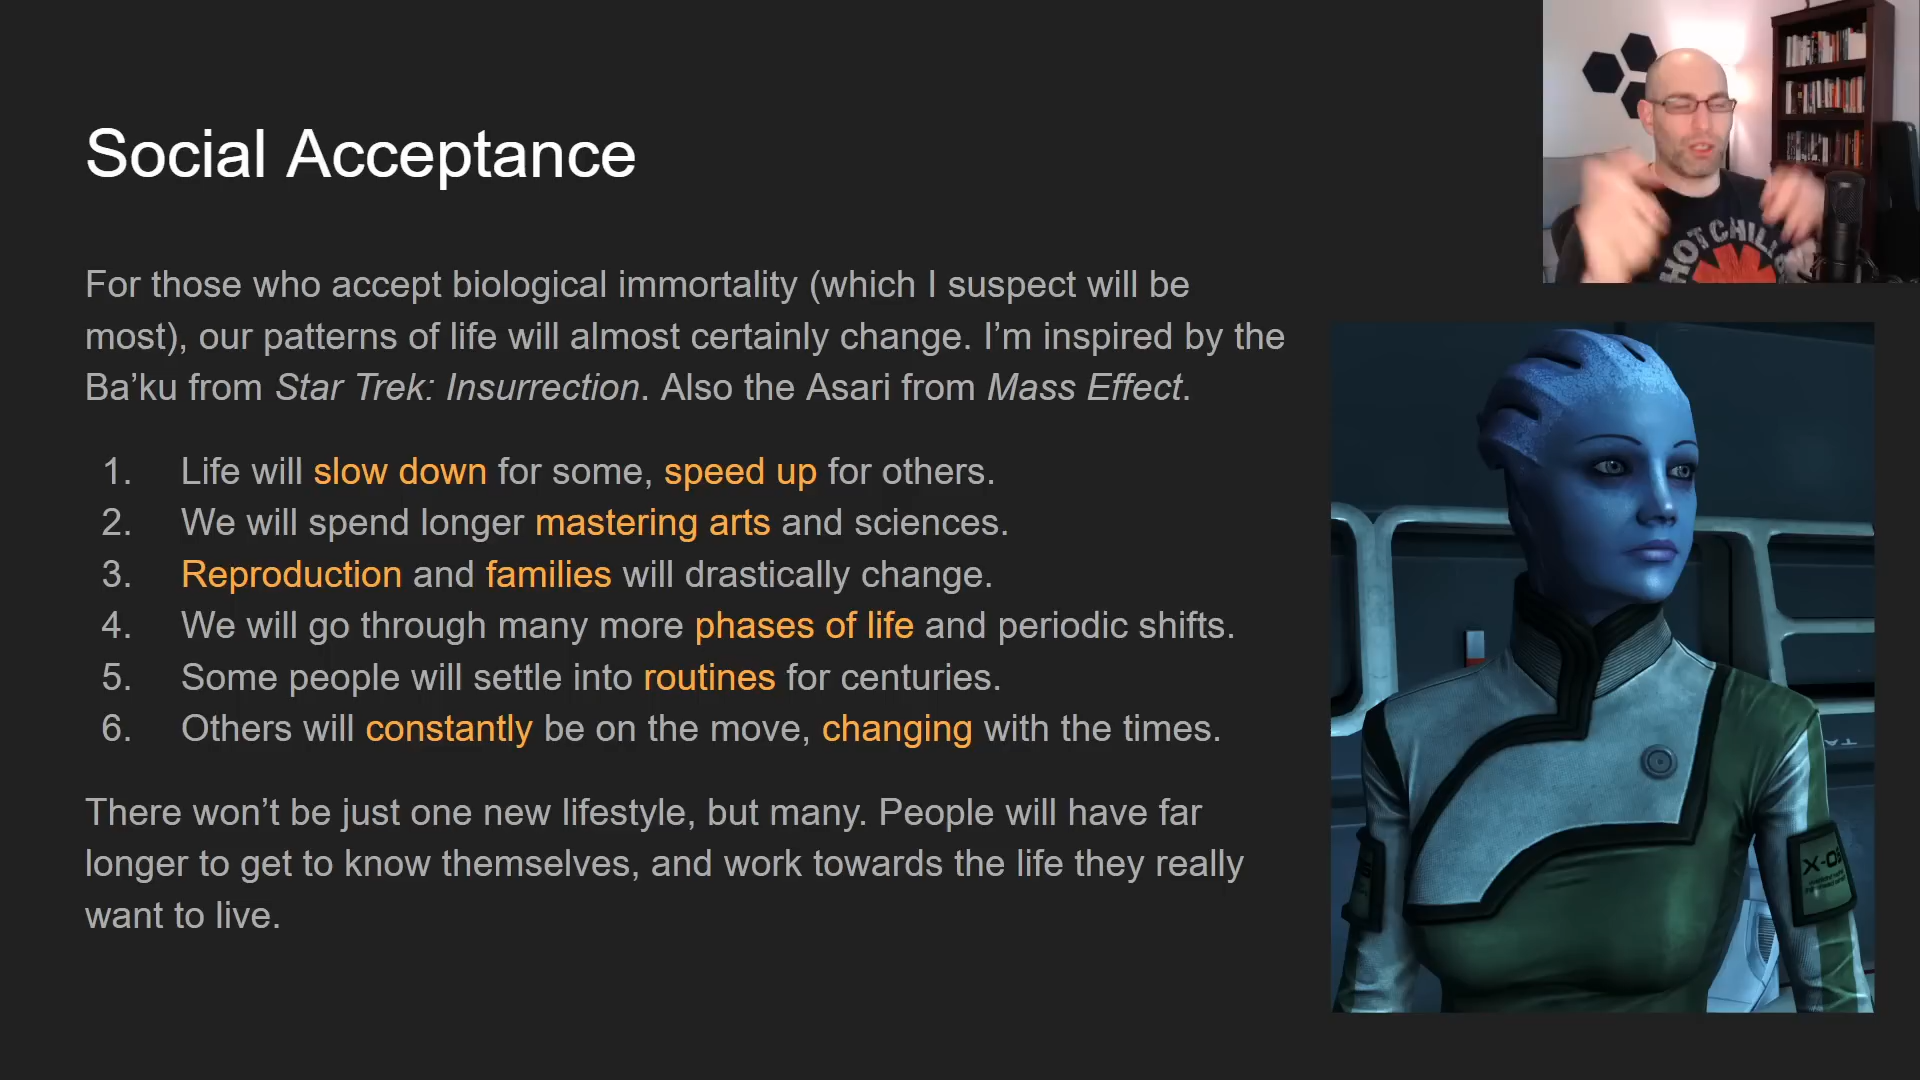 Social Acceptance
For those who accept biological immortality (which I suspect will be
most), our patterns of life will almost certainly change. I’m inspired by the
Ba’ku from Star Trek: Insurrection. Also the Asari from Mass Effect.
1. Life will slow down for some, speed up for others.
2. We will spend longer mastering arts and sciences.
3. Reproduction and families will drastically change.
4. We will go through many more phases of life and periodic shifts.
5. Some people will settle into routines for centuries.
6. Others will constantly be on the move, changing with the times.
There won’t be just one new lifestyle, but many. People will have far
longer to get to know themselves, and work towards the life they really
want to live.
HOT CHILI